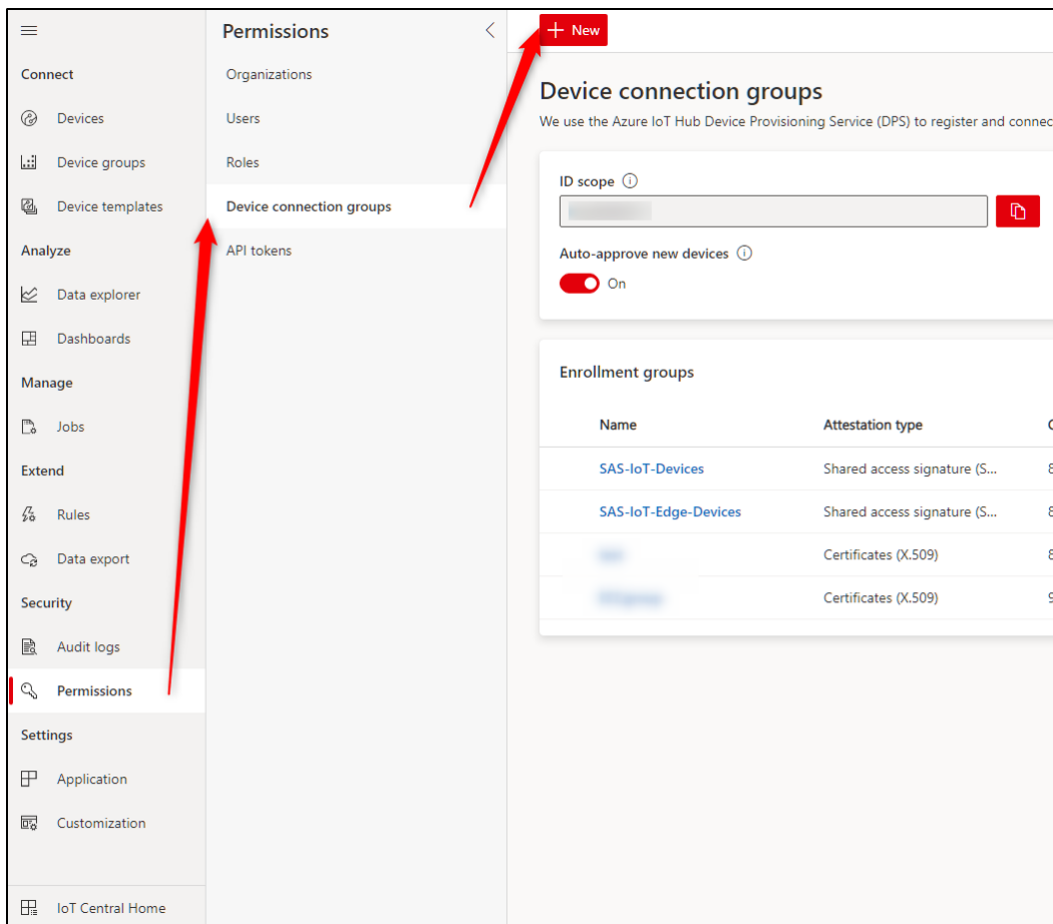 Connect
Devices
Device groups
Device templates
Analyze
Data explorer
Dashboards
Manage
Jobs
Extend
Rules
Data export
Security
Audit logs
Permissions
Settings
Application
Customization
IoT Central Home
Permissions
Organizations
Users
Roles
Device connection groups
API tokens
New
Device connection groups
We use the Azure IoT Hub Device Provisioning Service (DPS) to register and connec
ID scope
Auto-approve new devices
On
Enrollment groups
Name Attestation type
SAS-IoT-Devices Shared access signature (S... 8
SAS-IoT-Edge-Devices Shared access signature (S... 8
Certificates (X.509) 8
Certificates (X.509) 9